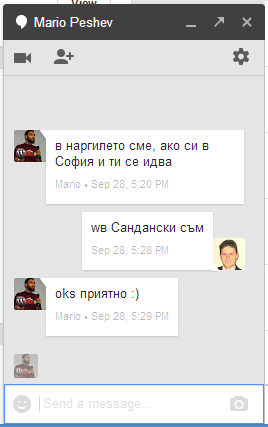 View
Mario Peshev
в наргилето сме, ако си в
София и ти се идва
Mario • Sep 28, 5:20 PM
wв Сандански съм
Sep 28, 5:28 PM
oks приятно :)
Mario • Sep 28, 5:29 PM
Send a message...